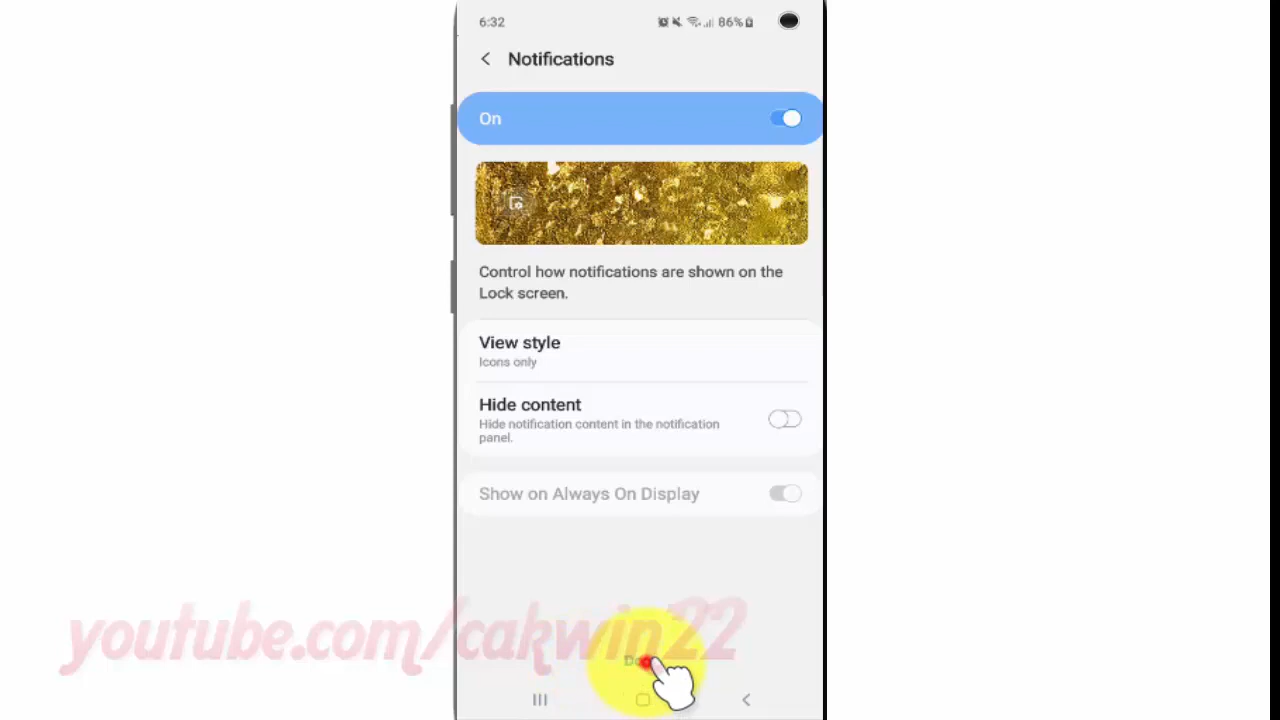 6:32
86%
Notifications
On
Control how notifications are shown on the
Lock screen.
View style
Icons only
Hide content
Hide notification content in the notification
panel.
Show on Always On Display
youtube.com/cakwin22